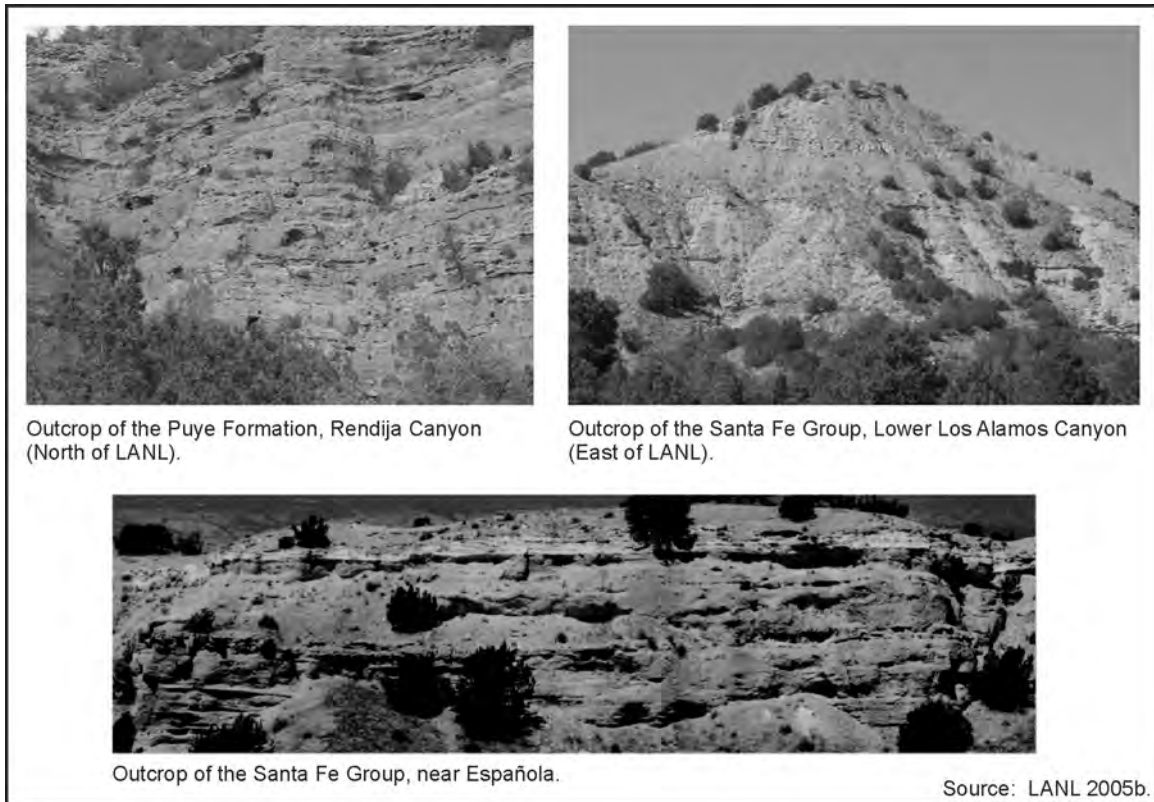 Outcrop of the Puye Formation, Rendija Canyon
(North of LANL).
Outcrop of the Santa Fe Group, Lower Los Alamos Canyon
(East of LANL).
Outcrop of the Santa Fe Group, near Española.
Source:  LANL 2005b.